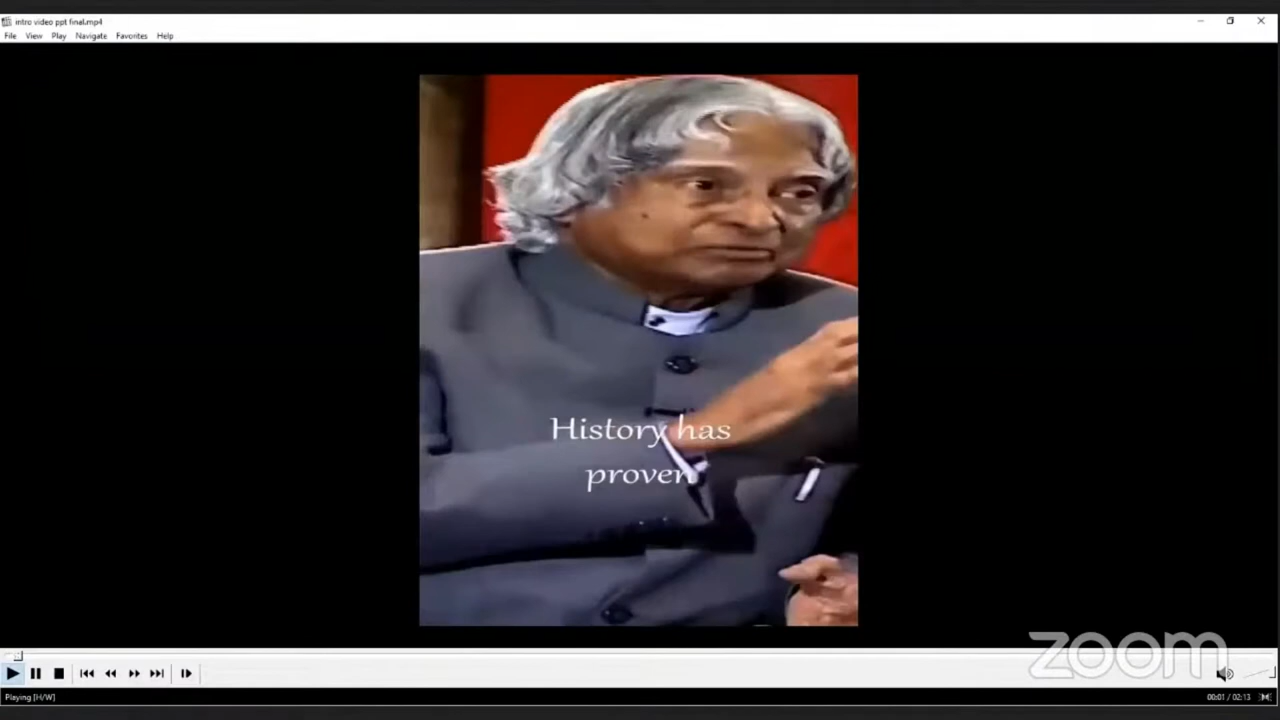 intro video ppt final.mp4
File View Play Navigate Favorites Help
History has
proven
zoom
Playing [H/W]
00:01 / 02:13